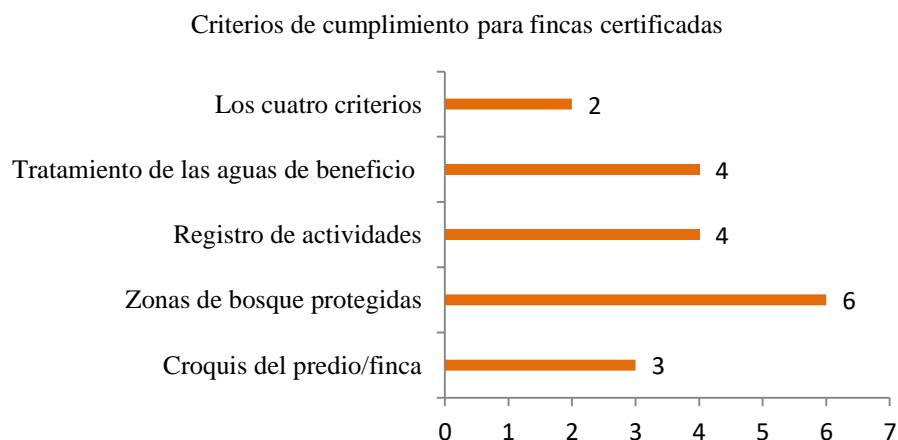 Criterios de cumplimiento para fincas certificadas
Los cuatro criterios
2
Tratamiento de las aguas de beneficio
4
Registro de actividades
4
Zonas de bosque protegidas
6
Croquis del predio/finca
3
0 1 2 3 4 5 6 7